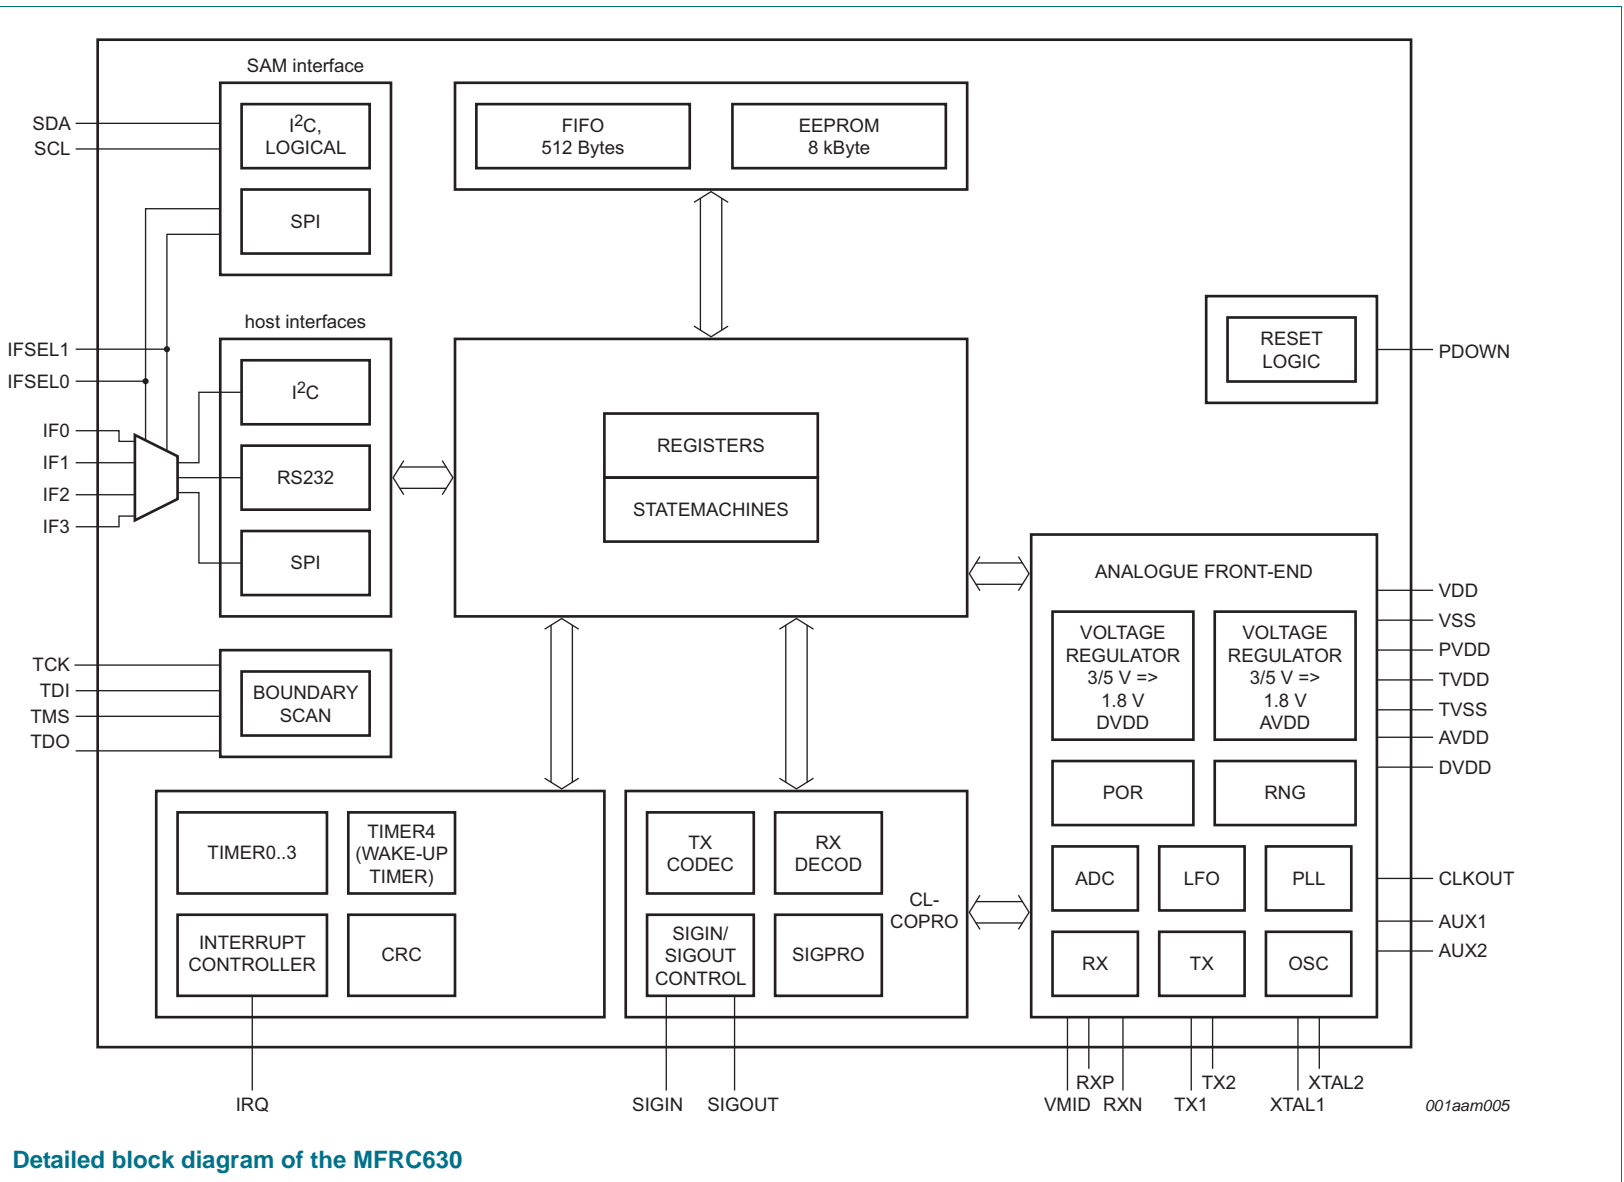 SAM interface
SDA
SCL
I²C,
LOGICAL
SPI
FIFO
512 Bytes
EEPROM
8 kByte
host interfaces
IFSEL1
IFSEL0
IF0
IF1
IF2
IF3
I²C
RS232
SPI
REGISTERS
STATEMACHINES
RESET
LOGIC
PDOWN
TCK
TDI
TMS
TDO
BOUNDARY
SCAN
ANALOGUE FRONT-END
VOLTAGE
REGULATOR
3/5 V =>
1.8 V
DVDD
VOLTAGE
REGULATOR
3/5 V =>
1.8 V
AVDD
POR
RNG
ADC
LFO
PLL
RX
TX
OSC
VDD
VSS
PVDD
TVDD
TVSS
AVDD
DVDD
CLKOUT
AUX1
AUX2
TIMER0..3
TIMER4
(WAKE-UP
TIMER)
INTERRUPT
CONTROLLER
CRC
TX
CODEC
RX
DECOD
CL-
COPRO
SIGIN/
SIGOUT
CONTROL
SIGPRO
IRQ
SIGIN
SIGOUT
RXP
VMID
RXN
TX2
TX1
XTAL2
XTAL1
001aam005
Detailed block diagram of the MFRC630